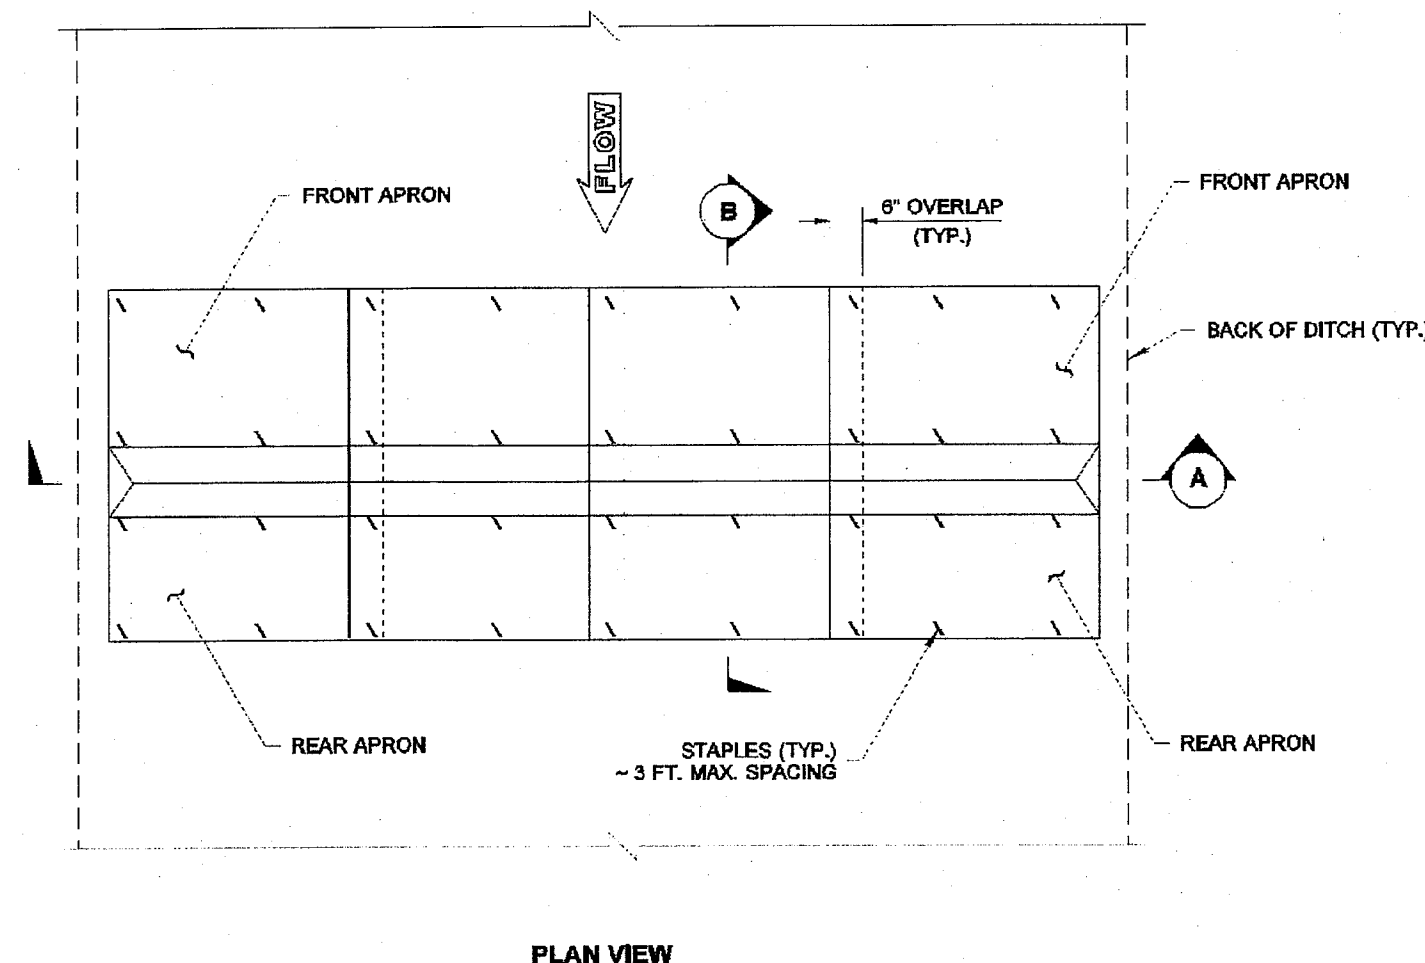 FLOW
FRONT APRON
B
6" OVERLAP
(TYP.)
FRONT APRON
BACK OF DITCH (TYP.)
A
REAR APRON
STAPLES (TYP.)
~ 3 FT. MAX. SPACING
REAR APRON
PLAN VIEW